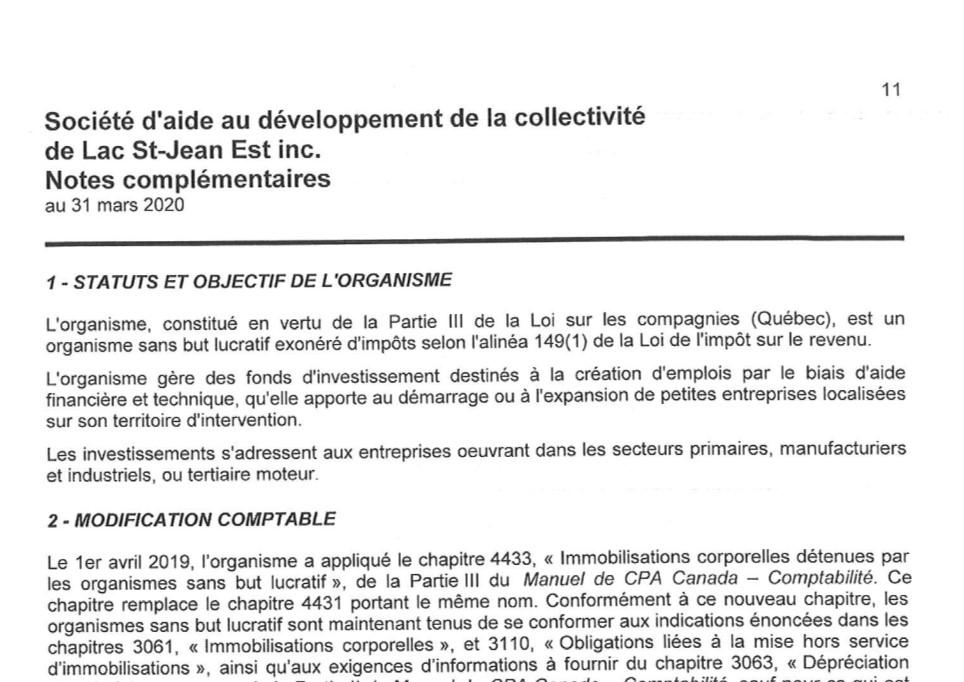 11
Société d'aide au développement de la collectivité
de Lac St-Jean Est inc.
Notes complémentaires
au 31 mars 2020
1 - STATUTS ET OBJECTIF DE L'ORGANISME
L'organisme, constitué en vertu de la Partie III de la Loi sur les compagnies (Québec), est un
organisme sans but lucratif exonéré d'impôts selon l'alinéa 149(1) de la Loi de l'impôt sur le revenu.
L'organisme gère des fonds d'investissement destinés à la création d'emplois par le biais d'aide
financière et technique, qu'elle apporte au démarrage ou à l'expansion de petites entreprises localisées
sur son territoire d'intervention.
Les investissements s'adressent aux entreprises oeuvrant dans les secteurs primaires, manufacturiers
et industriels, ou tertiaire moteur.
2 - MODIFICATION COMPTABLE
Le 1er avril 2019, l'organisme a appliqué le chapitre 4433, « Immobilisations corporelles détenues par
les organismes sans but lucratif », de la Partie III du Manuel de CPA Canada – Comptabilité. Ce
chapitre remplace le chapitre 4431 portant le même nom. Conformément à ce nouveau chapitre, les
organismes sans but lucratif sont maintenant tenus de se conformer aux indications énoncées dans les
chapitres 3061, « Immobilisations corporelles », et 3110, « Obligations liées à la mise hors service
d'immobilisations », ainsi qu'aux exigences d'informations à fournir du chapitre 3063, « Dépréciation
Manuel de CPA Canada – Comptabilité, sauf pour ce qui est